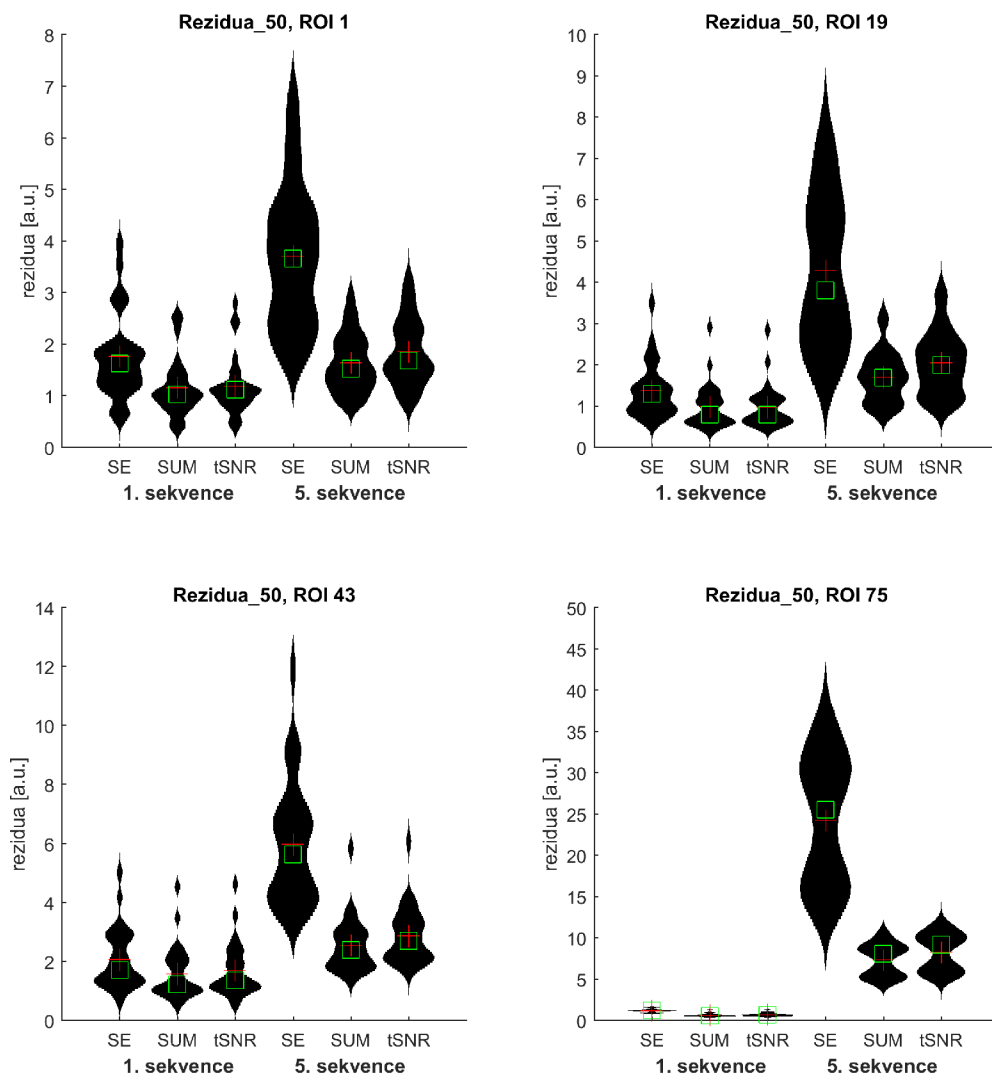 Rezidua_50, ROI 1
8
7
6
5
4
3
2
1
0
rezidua [a.u.]
SE SUM tSNR SE SUM tSNR
1. sekvence 5. sekvence
Rezidua_50, ROI 19
10
9
8
7
6
5
4
3
2
1
0
rezidua [a.u.]
SE SUM tSNR SE SUM tSNR
1. sekvence 5. sekvence
Rezidua_50, ROI 43
14
12
10
8
6
4
2
0
rezidua [a.u.]
SE SUM tSNR SE SUM tSNR
1. sekvence 5. sekvence
Rezidua_50, ROI 75
50
45
40
35
30
25
20
15
10
5
0
rezidua [a.u.]
SE SUM tSNR SE SUM tSNR
1. sekvence 5. sekvence